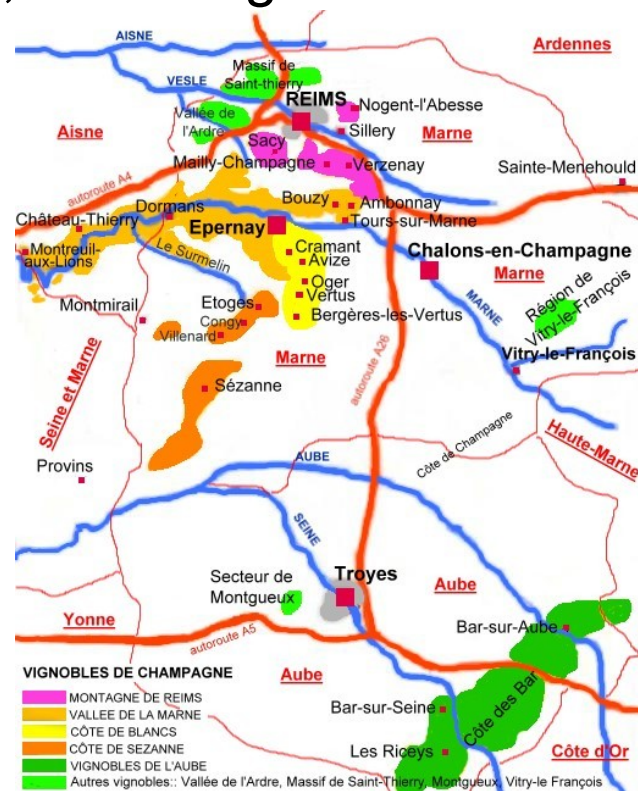 AISNE
Ardennes
VESLE
Massif de
Saint-thierry
REIMS
Nogent-l'Abesse
Vallée de
l'Ardre
Aisne
Sillery
Marne
Sacy
Mailly-Champagne
Verzenay
Sainte-Menehould
autoroute A4
Dormans
Bouzy
Ambonnay
Château-Thierry
Tours-sur-Marne
Epernay
Montreuil-
aux-Lions
Le Surmelin
Cramant
Avize
Chalons-en-Champagne
Marne
Oger
Vertus
Etoges
MARNE
Région de
Vitry-le-François
Montmirail
Congy
Bergères-les-Vertus
Villenard
Vitry-le-François
Marne
autoroute A26
Sézanne
Seine et Marne
Haute-Marne
Côte de Champagne
Provins
AUBE
SEINE
Secteur de
Montgueux
Troyes
Aube
Yonne
Bar-sur-Aube
autoroute A5
VIGNOBLES DE CHAMPAGNE
Aube
MONTAGNE DE REIMS
VALLEE DE LA MARNE
Bar-sur-Seine
Côte des Bar
CÔTE DE BLANCS
CÔTE DE SEZANNE
Les Riceys
Côte d'Or
VIGNOBLES DE L'AUBE
Autres vignobles:: Vallée de l'Ardre, Massif de Saint-Thierry, Montgueux, Vitry-le François